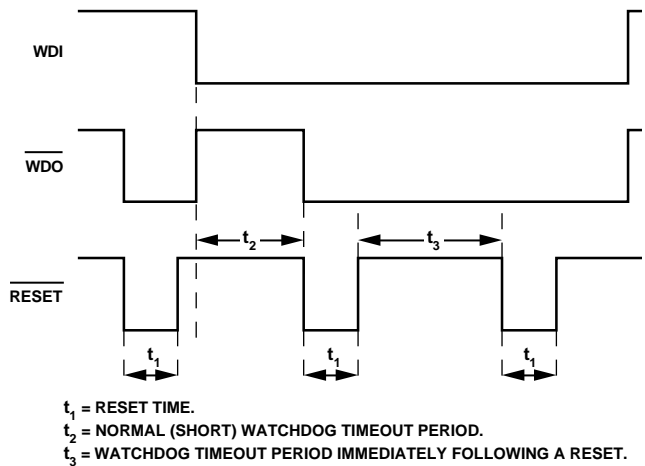 WDI
WDO
t2
t3
RESET
t1
t1
t1
t1 = RESET TIME.
t2 = NORMAL (SHORT) WATCHDOG TIMEOUT PERIOD.
t3 = WATCHDOG TIMEOUT PERIOD IMMEDIATELY FOLLOWING A RESET.